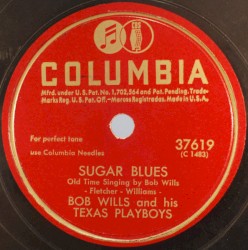 COLUMBIA
Mfrd. under U.S. Pat. No. 1,702,564 and Pat. Pending. Trade
Marks Reg. U.S. Pat. Off.-Marcas Registradas. Made in U.S.A.
For perfect tone
use Columbia Needles
37619
(C 1483)
SUGAR BLUES
Old Time Singing by Bob Wills
- Fletcher - Williams -
BOB WILLS and his
TEXAS PLAYBOYS